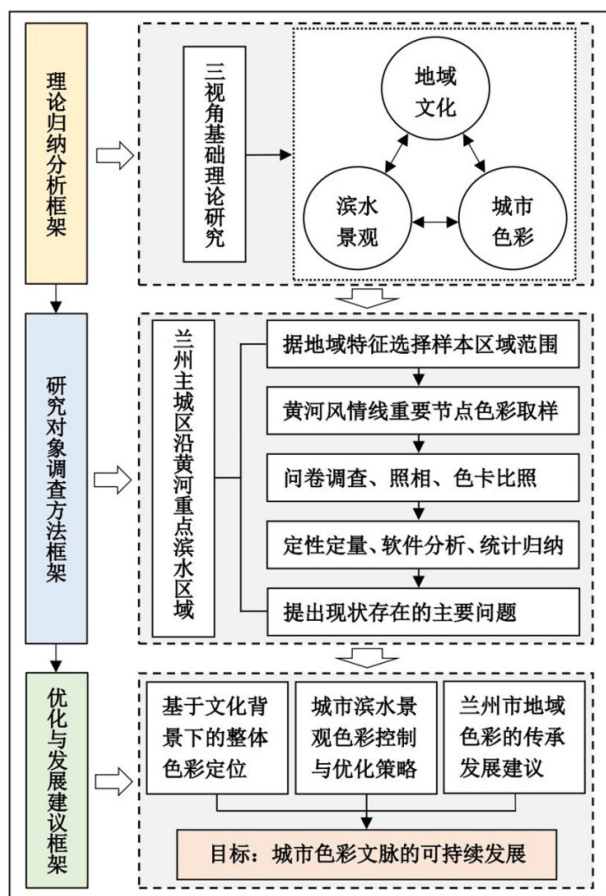 理论归纳分析框架
三视角基础理论研究
地域
文化
滨水
景观
城市
色彩
研究对象调查方法框架
兰州主城区沿黄河重点滨水区域
据地域特征选择样本区域范围
黄河风情线重要节点色彩取样
问卷调查、照相、色卡比照
定性定量、软件分析、统计归纳
提出现状存在的主要问题
优化与发展建议框架
基于文化背
景下的整体
色彩定位
城市滨水景
观色彩控制
与优化策略
兰州市地域
色彩的传承
发展建议
目标：城市色彩文脉的可持续发展